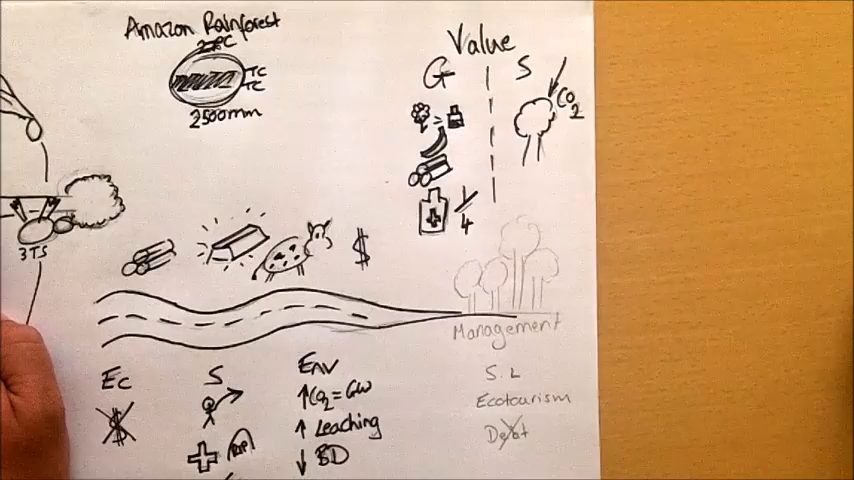 Amazon Rainforest
TC
TC
2500mm
Value
G S
CO2
1/4
3TS
$
Management
Ec S Env
↑CO2=GW
↑ Leaching
↓ BD
$
RIP
S.L
Ecotourism
Debt